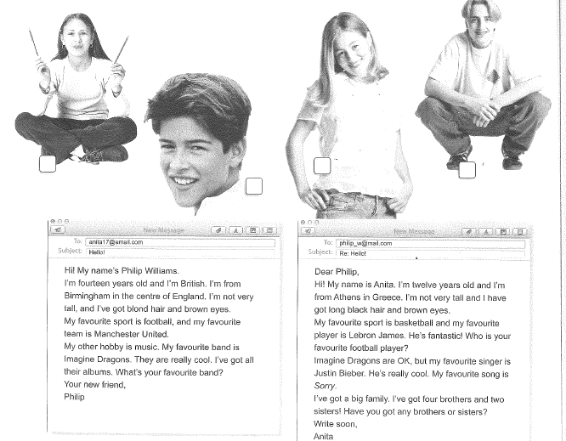 New Message
To: anita17@email.com
Subject: Hello!
Hi! My name's Philip Williams.
I'm fourteen years old and I'm British. I'm from
Birmingham in the centre of England. I'm not very
tall, and I've got blond hair and brown eyes.
My favourite sport is football, and my favourite
team is Manchester United.
My other hobby is music. My favourite band is
Imagine Dragons. They are really cool. I've got all
their albums. What's your favourite band?
Your new friend,
Philip
New Message
To: philip_w@mail.com
Subject: Re: Hello!
Dear Philip,
Hi! My name is Anita. I'm twelve years old and I'm
from Athens in Greece. I'm not very tall and I have
got long black hair and brown eyes.
My favourite sport is basketball and my favourite
player is Lebron James. He's fantastic! Who is your
favourite football player?
Imagine Dragons are OK, but my favourite singer is
Justin Bieber. He's really cool. My favourite song is
Sorry.
I've got a big family. I've got four brothers and two
sisters! Have you got any brothers or sisters?
Write soon,
Anita